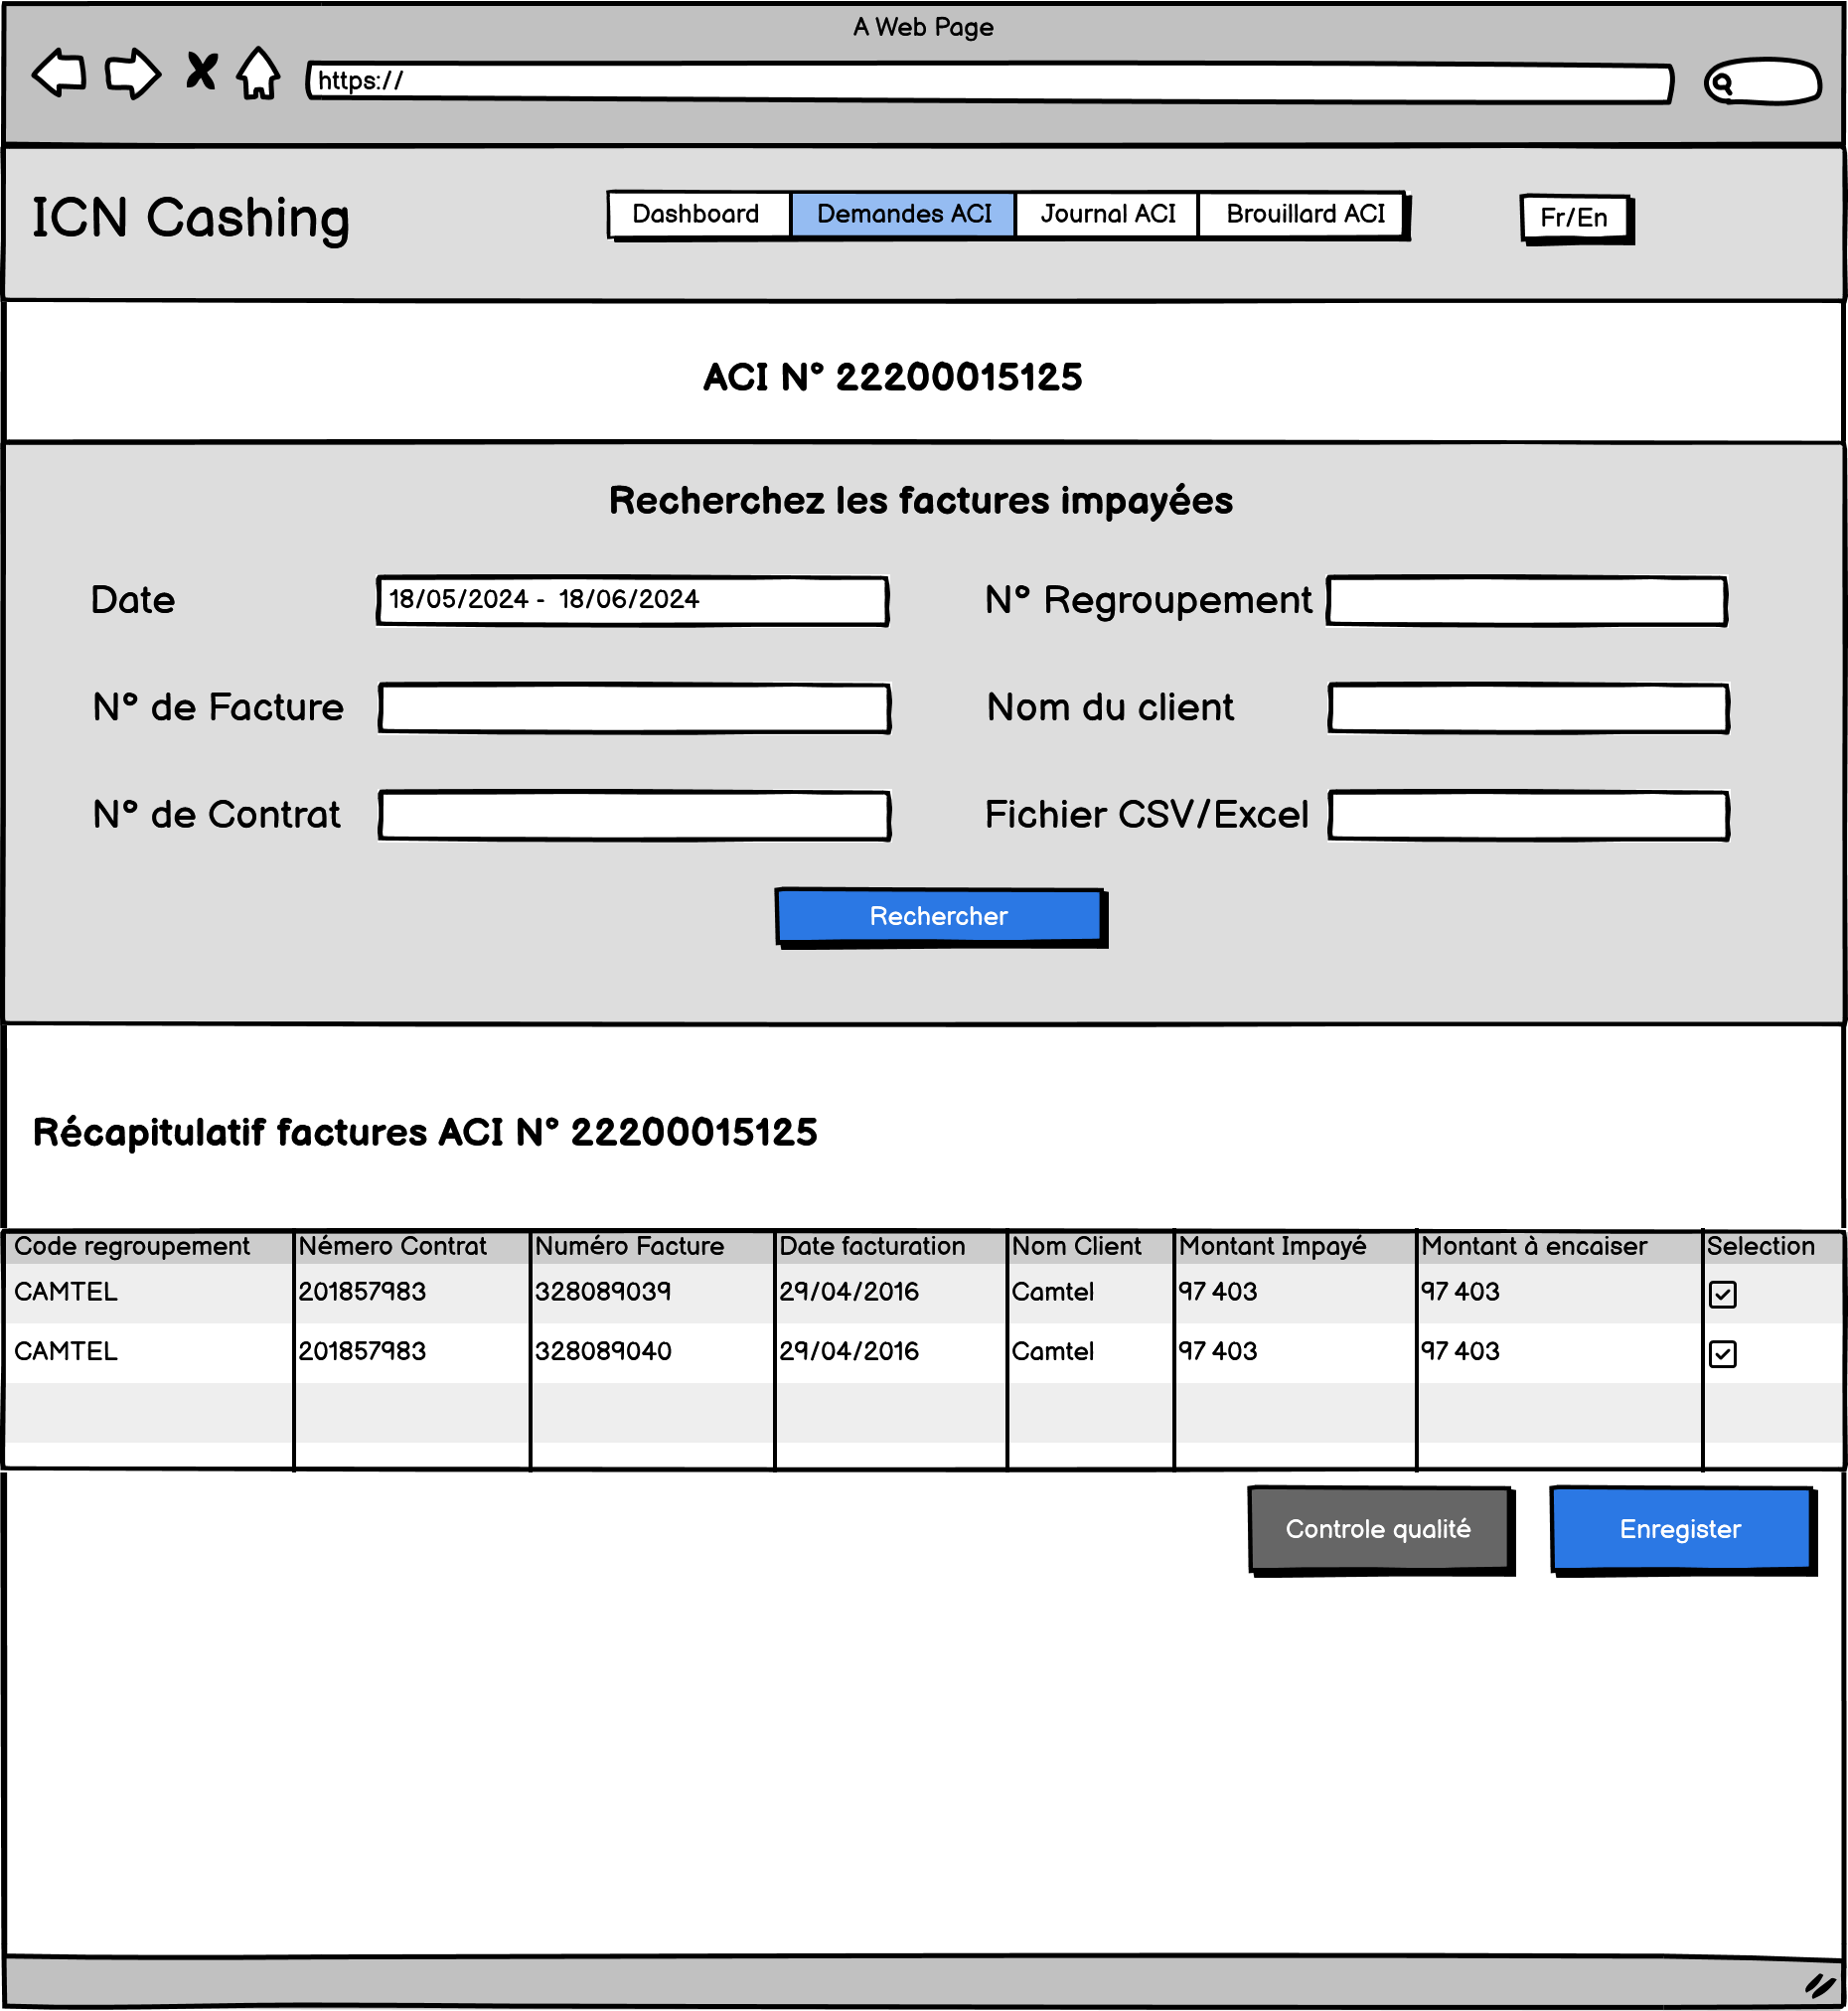 A Web Page
https://
ICN Cashing
Dashboard Demandes ACI Journal ACI Brouillard ACI Fr/En
ACI N° 22200015125
Recherchez les factures impayées
Date 18/05/2024 - 18/06/2024 N° Regroupement
N° de Facture Nom du client
N° de Contrat Fichier CSV/Excel
Rechercher
Récapitulatif factures ACI N° 22200015125
Code regroupement Némero Contrat Numéro Facture Date facturation Nom Client Montant Impayé Montant à encaiser Selection
CAMTEL 201857983 328089039 29/04/2016 Camtel 97 403 97 403
CAMTEL 201857983 328089040 29/04/2016 Camtel 97 403 97 403
Controle qualité Enregister